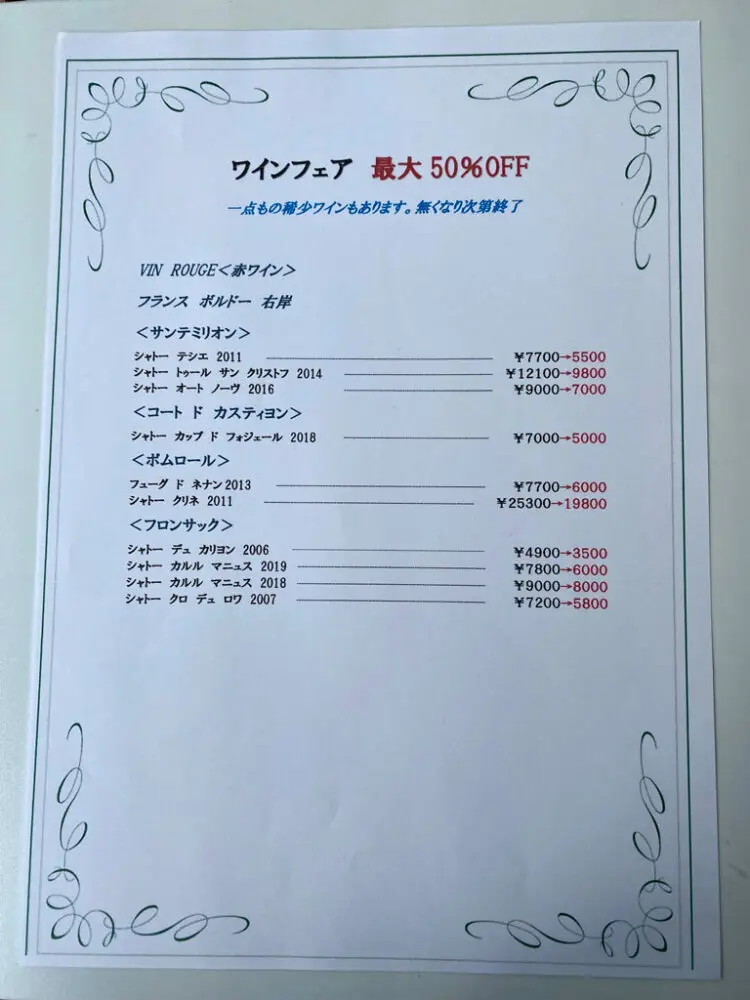 ワインフェア 最大 50%OFF
一点もの稀少ワインもあります。無くなり次第終了
VIN ROUGE<赤ワイン>
フランス ボルドー 右岸
<サンテミリオン>
シャトー テシエ 2011 ¥7700→5500
シャトー トゥール サン クリストフ 2014 ¥12100→9800
シャトー オート ノーヴ 2016 ¥9000→7000
<コート ド カスティヨン>
シャトー カップ ド フォジェール 2018 ¥7000→5000
<ポムロール>
フューグ ド ネナン2013 ¥7700→6000
シャトー クリネ 2011 ¥25300→19800
<フロンサック>
シャトー デュ カリヨン 2006 ¥4900→3500
シャトー カルル マニュス 2019 ¥7800→6000
シャトー カルル マニュス 2018 ¥9000→8000
シャトー クロ デュ ロワ 2007 ¥7200→5800